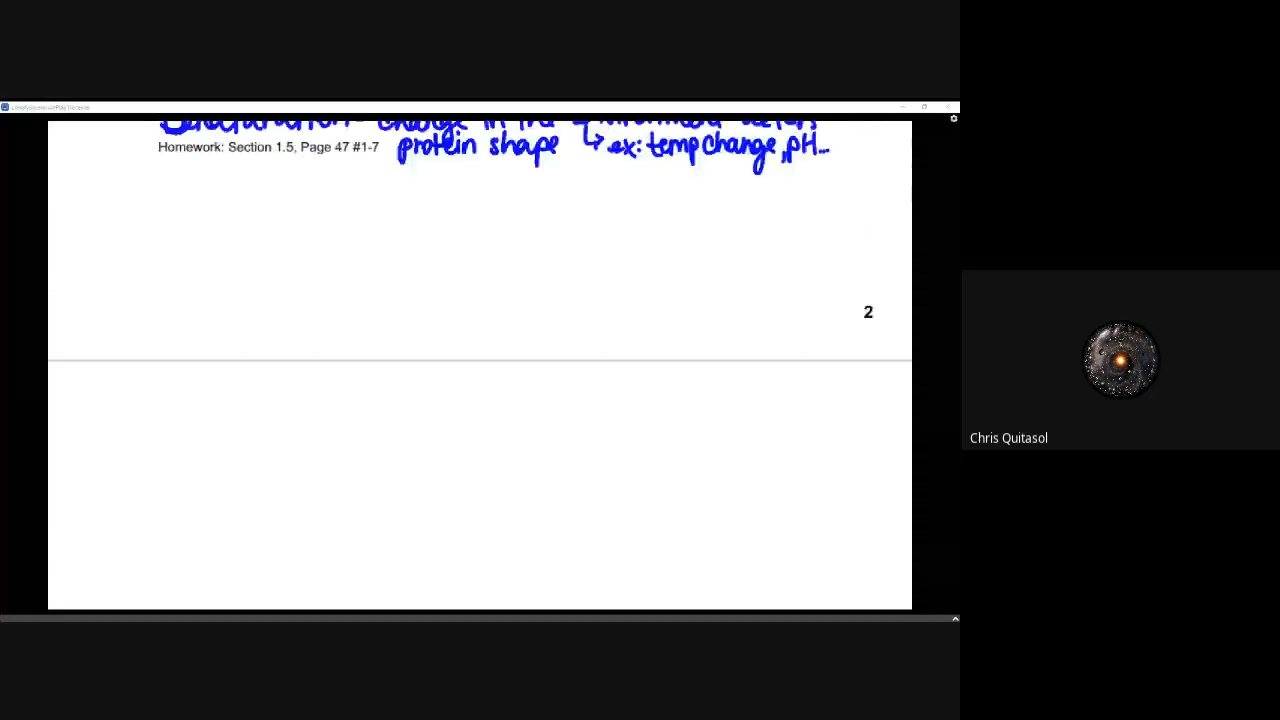 protein shape ↳ ex: temp change, pH...
Homework: Section 1.5, Page 47 #1-7
2
Chris Quitasol